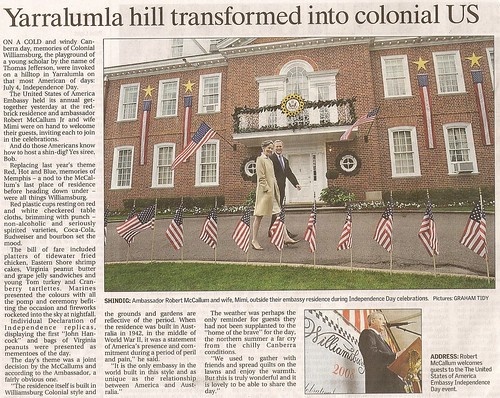 Yarralumla hill transformed into colonial US
ON A COLD and windy Can-
berra day, memories of Colonial
Williamsburg, the playground of
a young scholar by the name of
Thomas Jefferson, were invoked
on a hilltop in Yarralumla on
that most American of days:
July 4, Independence Day.
The United States of America
Embassy held its annual get-
together yesterday at the red-
brick residence and ambassador
Robert McCallum Jr and wife
Mimi were on hand to welcome
their guests, inviting each to join
in the celebrations.
And do those Americans know
how to host a shin-dig? Yes siree,
Bob.
Replacing last year's theme
Red, Hot and Blue, memories of
Memphis – a nod to the McCal-
lum's last place of residence
before heading down under –
were all things Williamsburg.
Red plastic cups resting on red
and white checkered table
cloths, brimming with punch –
non-alcoholic and seriously
spirited varieties, Coca-Cola,
Budweiser and bourbon set the
mood.
The bill of fare included
platters of tidewater fried
chicken, Eastern Shore shrimp
cakes, Virginia peanut butter
and grape jelly sandwiches and
young Tom turkey and Cran-
berry tartlettes. Marines
presented the colours with all
the pomp and ceremony befit-
ting the occasion and fireworks
rocketed into the sky at nightfall.
Individual Declaration of
Independence replicas,
displaying the first "John Han-
cock" and bags of Virginia
peanuts were presented as
mementoes of the day.
The day's theme was a joint
decision by the McCallums and
according to the Ambassador, a
fairly obvious one.
"The residence itself is built in
Williamsburg Colonial style and
SHINDIG: Ambassador Robert McCallum and wife, Mimi, outside their embassy residence during Independence Day celebrations. Pictures: GRAHAM TIDY
the grounds and gardens are
reflective of the period. When
the residence was built in Aust-
ralia in 1942, in the middle of
World War II, it was a statement
of America's presence and com-
mitment during a period of peril
and pain," he said.
"It is the only embassy in the
world built in this style and as
unique as the relationship
between America and Aust-
ralia."
The weather was perhaps the
only reminder for guests they
had not been supplanted to the
"home of the brave" for the day,
the northern summer a far cry
from the chilly Canberra
conditions.
"We used to gather with
friends and spread quilts on the
lawns and enjoy the warmth.
But this is truly wonderful and it
is lovely to be able to share the
day."
Williamsburg
2008
ADDRESS: Robert
McCallum welcomes
guests to the The United
States of America
Embassy Independence
Day event.